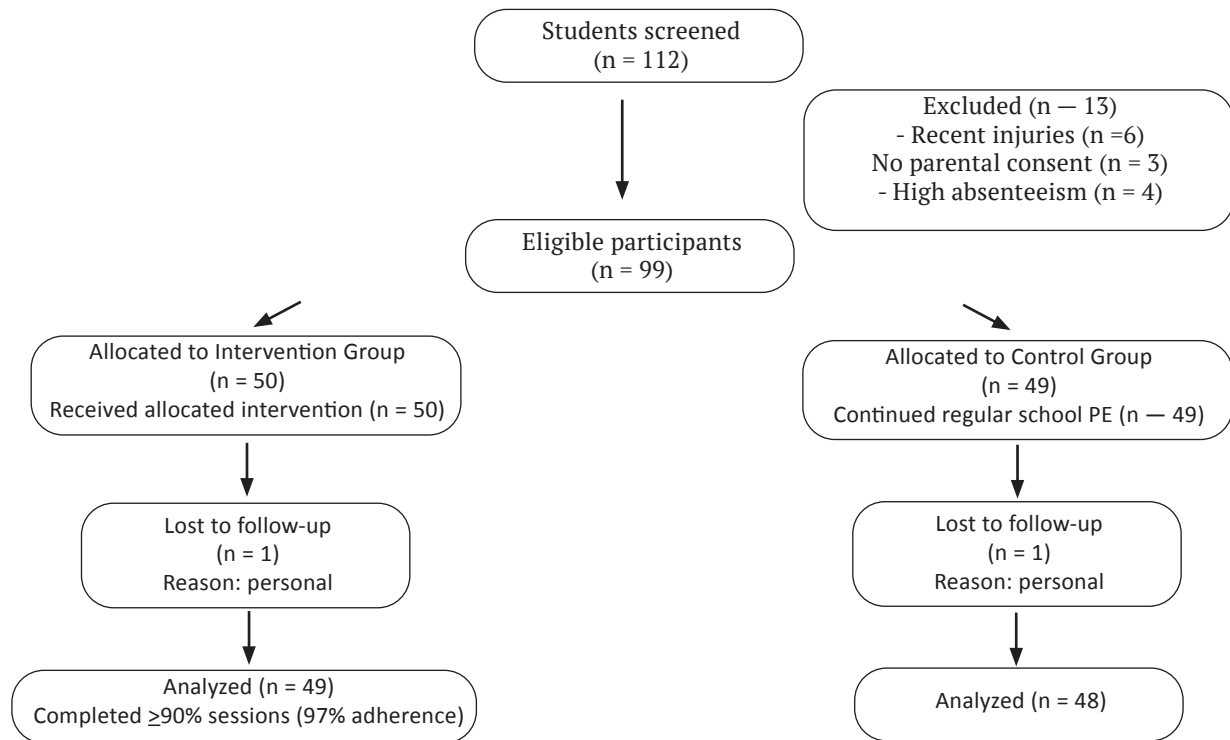 Students screened
(n = 112)
Excluded (n — 13)
- Recent injuries (n =6)
No parental consent (n = 3)
- High absenteeism (n = 4)
Eligible participants
(n = 99)
Allocated to Intervention Group
(n = 50)
Received allocated intervention (n = 50)
Allocated to Control Group
(n = 49)
Continued regular school PE (n — 49)
Lost to follow-up
(n = 1)
Reason: personal
Lost to follow-up
(n = 1)
Reason: personal
Analyzed (n = 49)
Completed ≥90% sessions (97% adherence)
Analyzed (n = 48)